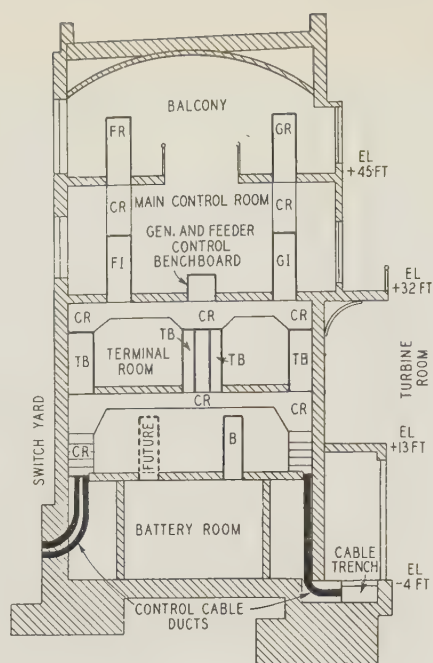 BALCONY
FR
GR
EL
+45-FT
CR
MAIN CONTROL ROOM
CR
GEN. AND FEEDER
CONTROL
BENCHBOARD
FI
GI
EL
+32 FT
CR
CR
CR
TB
TERMINAL
ROOM
TB
TB
TB
TURBINE
ROOM
CR
CR
CR
SWITCH YARD
FUTURE
B
EL
+13 FT
CR
BATTERY ROOM
CABLE
TRENCH
EL
-4 FT
CONTROL CABLE
DUCTS